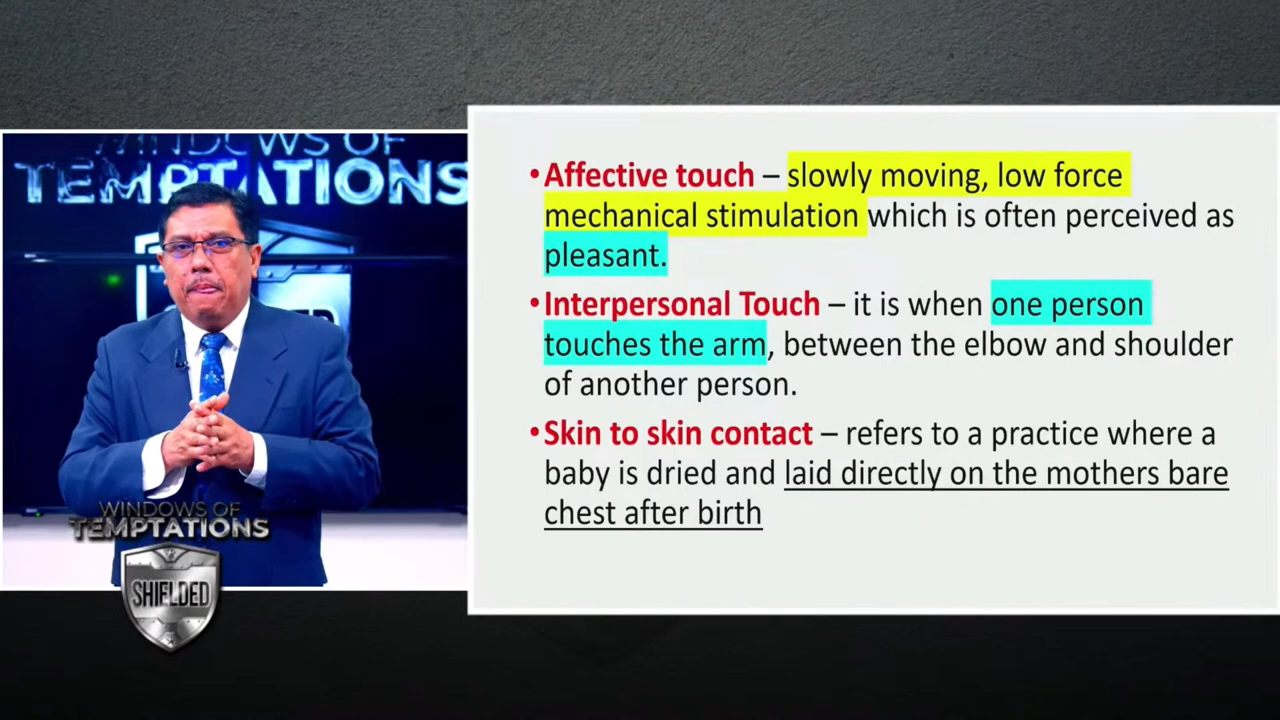 WINDOWS OF
TEMPTATIONS
WINDOWS OF
TEMPTATIONS
SHIELDED
•Affective touch – slowly moving, low force
mechanical stimulation which is often perceived as
pleasant.
•Interpersonal Touch – it is when one person
touches the arm, between the elbow and shoulder
of another person.
•Skin to skin contact – refers to a practice where a
baby is dried and laid directly on the mothers bare
chest after birth